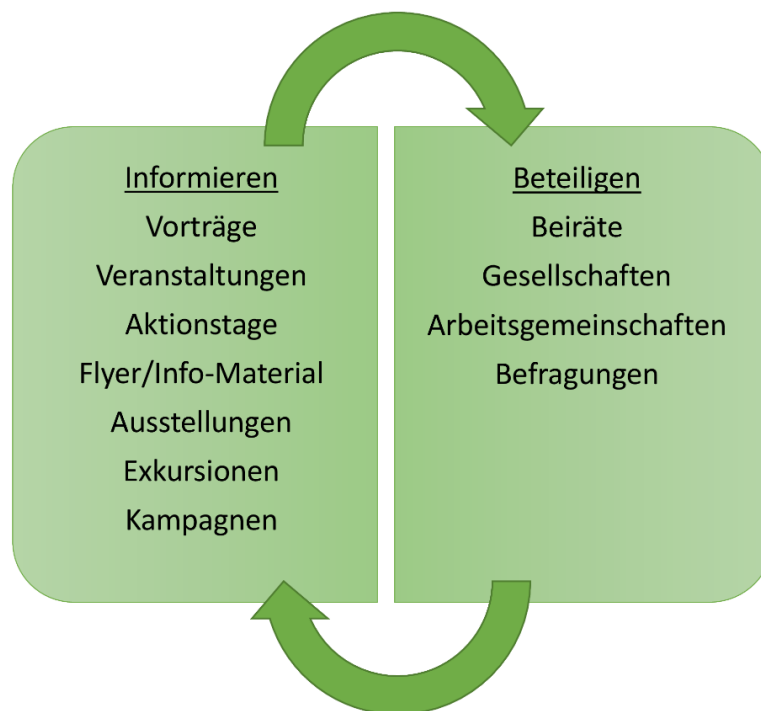 Informieren
Vorträge
Veranstaltungen
Aktionstage
Flyer/Info-Material
Ausstellungen
Exkursionen
Kampagnen
Beteiligen
Beiräte
Gesellschaften
Arbeitsgemeinschaften
Befragungen